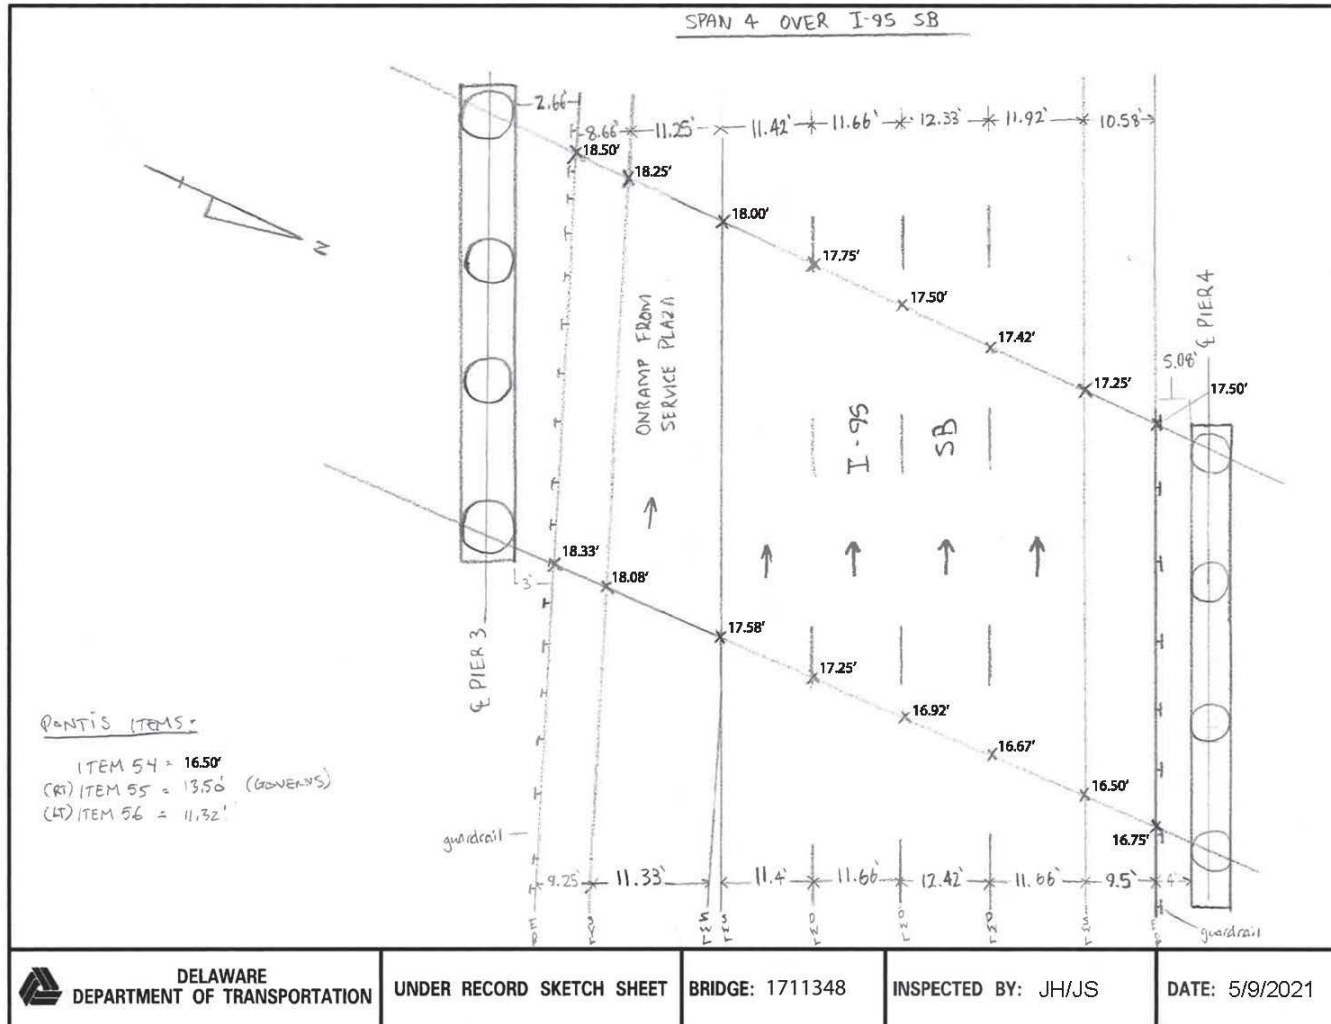 SPAN 4 OVER I-95 SB
2.66'
8.66' 11.25' 11.42' 11.66' 12.33' 11.92' 10.58'
18.50'
18.25'
18.00'
17.75'
17.50'
17.42'
17.25'
17.50'
5.08'
℄ PIER 4
N
ONRAMP FROM
SERVICE PLAZA
I-95
SB
18.33'
18.08'
17.58'
17.25'
16.92'
16.67'
16.50'
16.75'
3'
℄ PIER 3
PONTIS ITEMS:
ITEM 54 = 16.50'
(RT) ITEM 55 = 13.50' (GOVERNS)
(LT) ITEM 56 = 11.32'
guardrail
9.25' 11.33' 11.4' 11.66' 12.42' 11.66' 9.5' 4'
guardrail
DELAWARE
DEPARTMENT OF TRANSPORTATION
UNDER RECORD SKETCH SHEET
BRIDGE: 1711348
INSPECTED BY: JH/JS
DATE: 5/9/2021